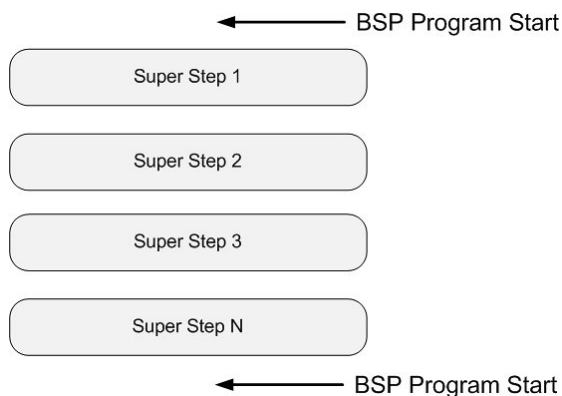 BSP Program Start
Super Step 1
Super Step 2
Super Step 3
Super Step N
BSP Program Start